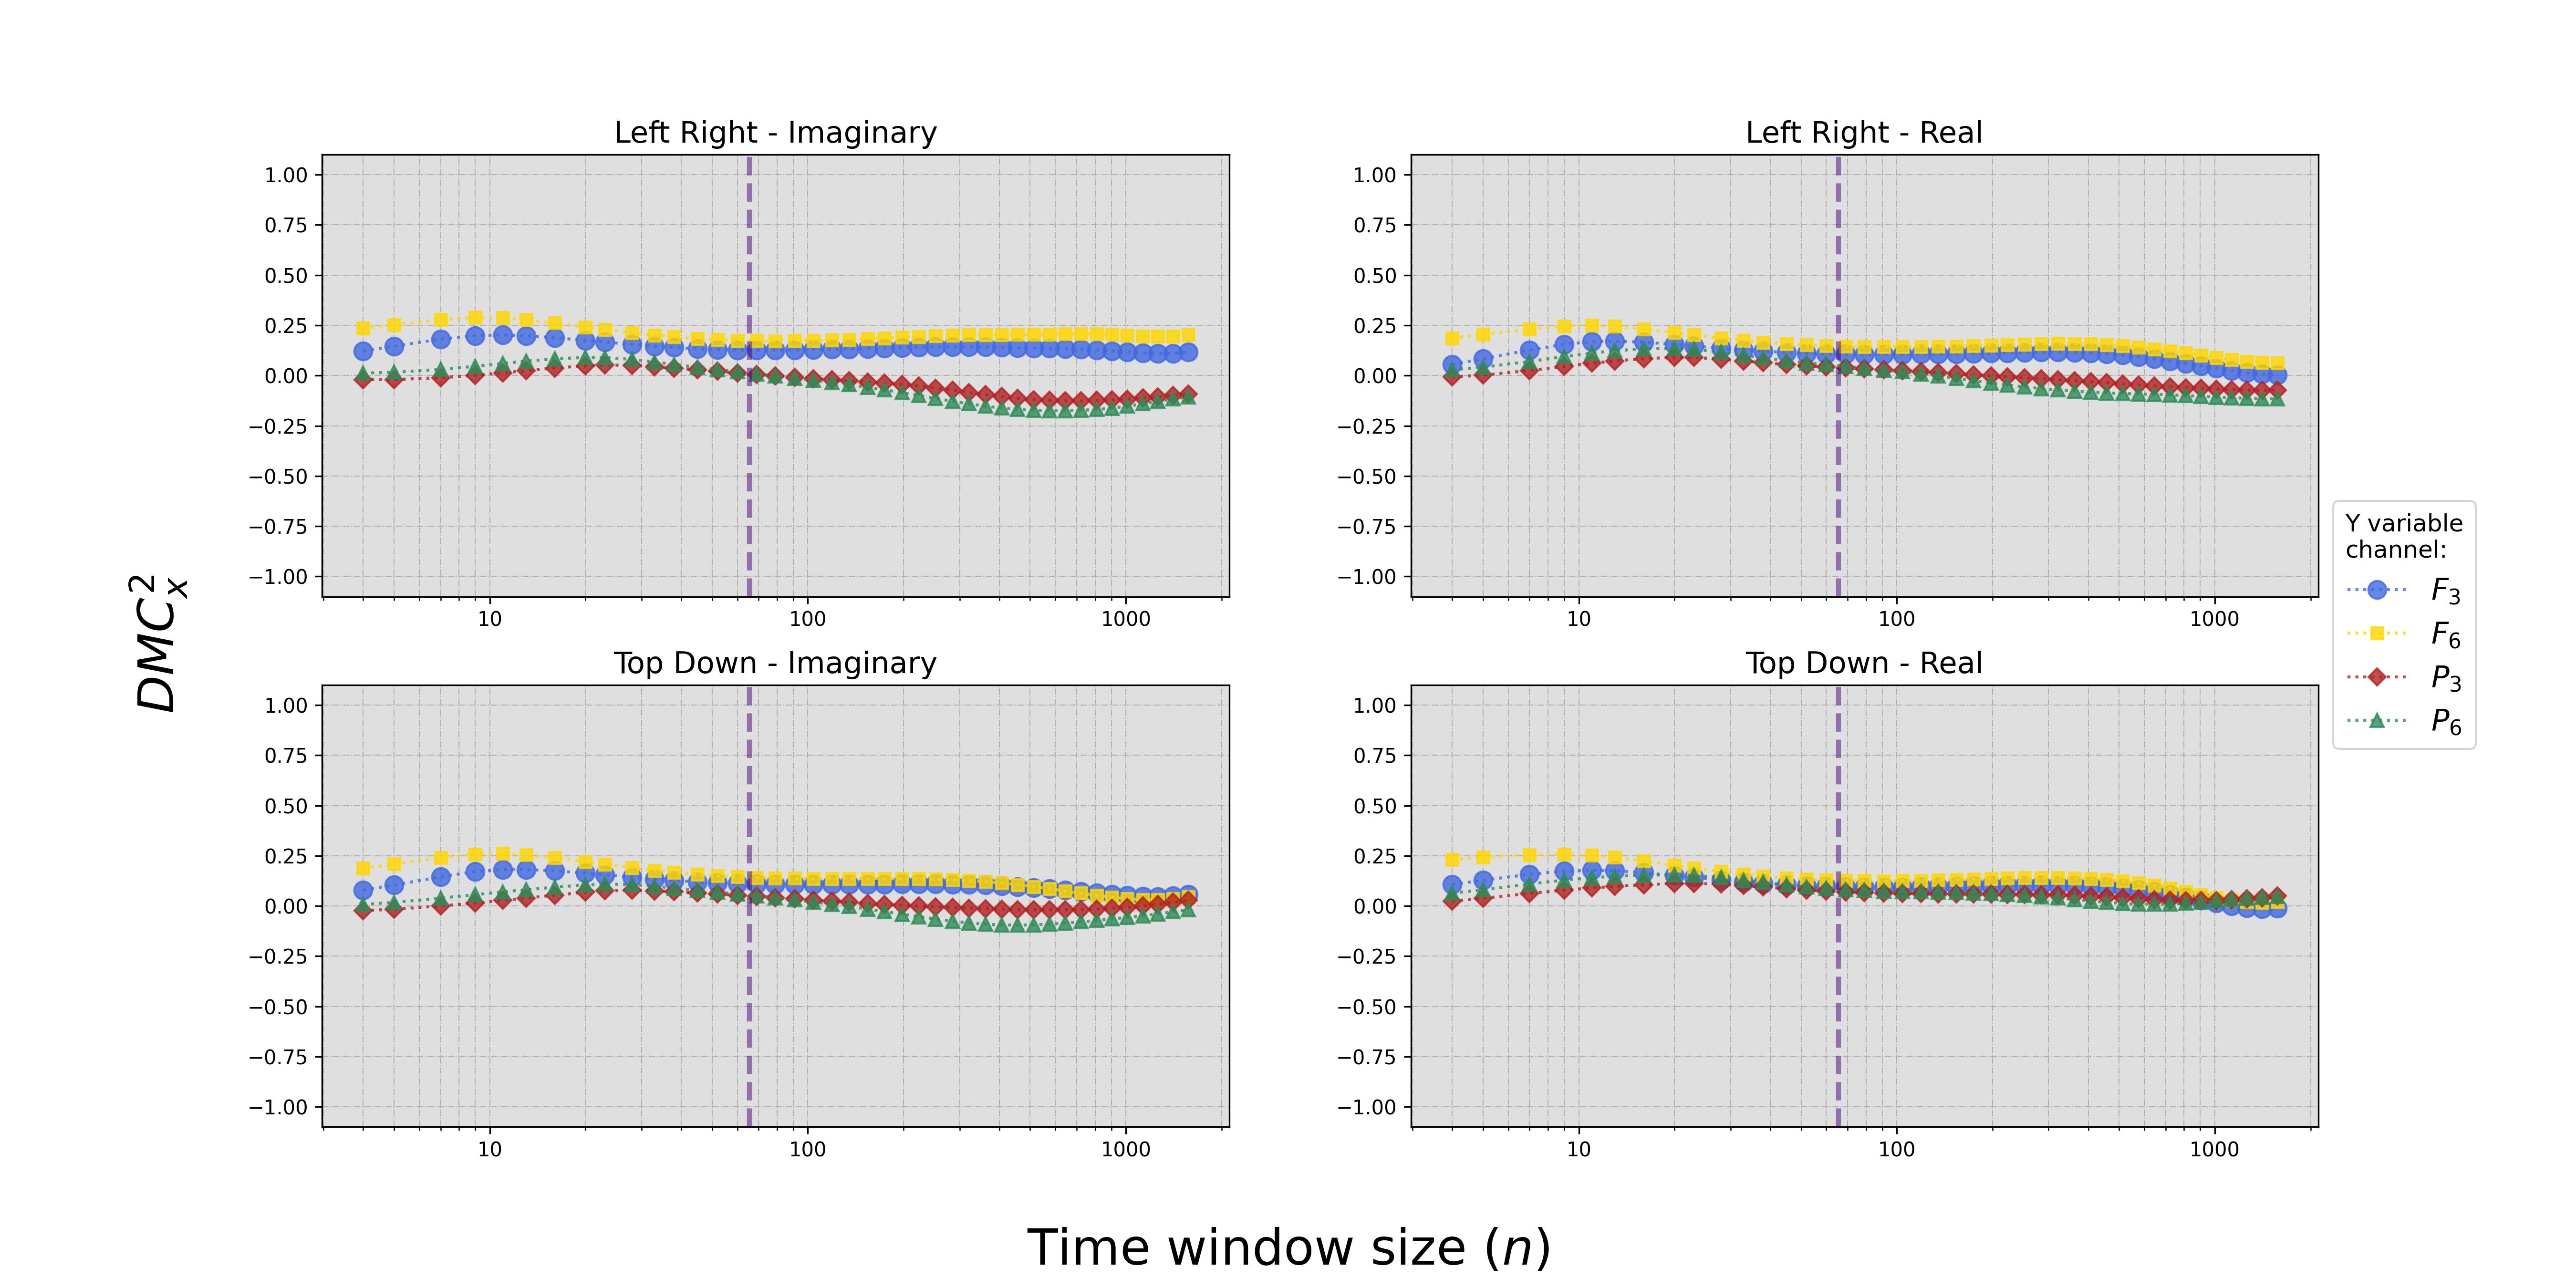 Left Right - Imaginary
1.00
0.75
0.50
0.25
0.00
−0.25
−0.50
−0.75
−1.00
10 100 1000
Left Right - Real
1.00
0.75
0.50
0.25
0.00
−0.25
−0.50
−0.75
−1.00
10 100 1000
Top Down - Imaginary
1.00
0.75
0.50
0.25
0.00
−0.25
−0.50
−0.75
−1.00
10 100 1000
Top Down - Real
1.00
0.75
0.50
0.25
0.00
−0.25
−0.50
−0.75
−1.00
10 100 1000
DMC²ₓ
Time window size (n)
Y variable
channel:
F₃
F₆
P₃
P₆